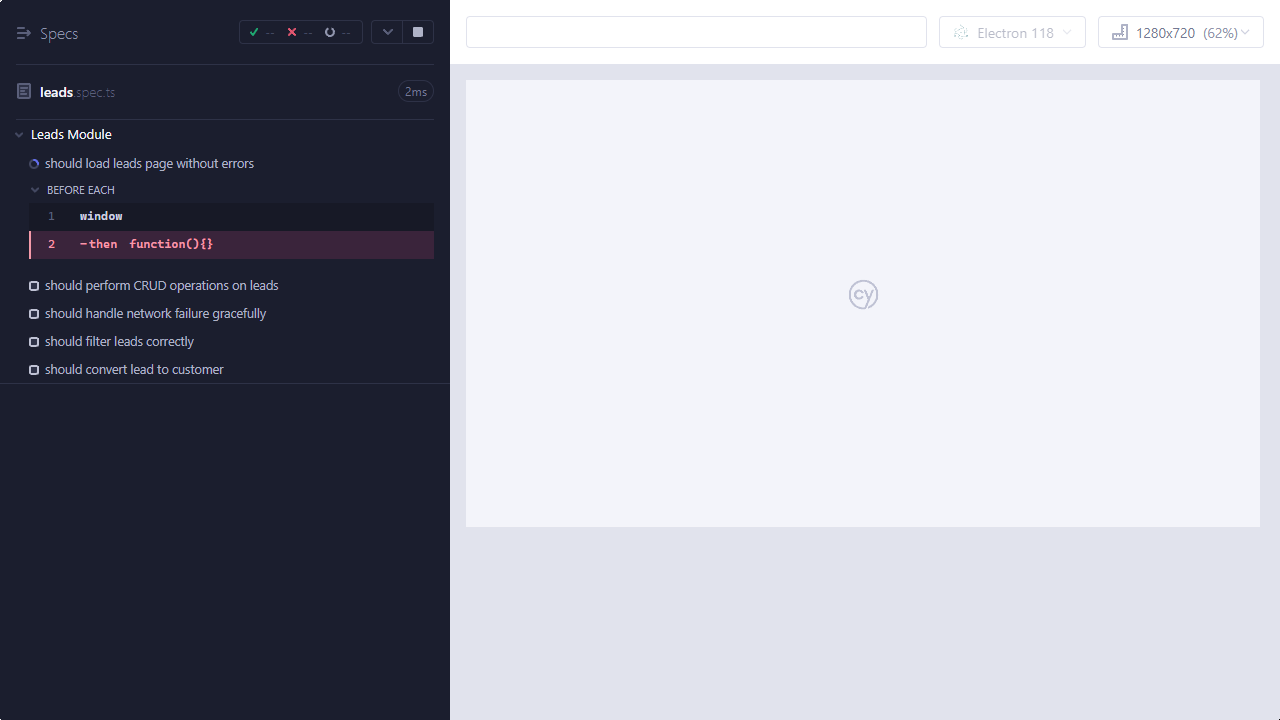 Specs
--
--
--
leads.spec.ts
2ms
Leads Module
should load leads page without errors
BEFORE EACH
1 window
2 -then function(){}
should perform CRUD operations on leads
should handle network failure gracefully
should filter leads correctly
should convert lead to customer
Electron 118
1280x720 (62%)
cy